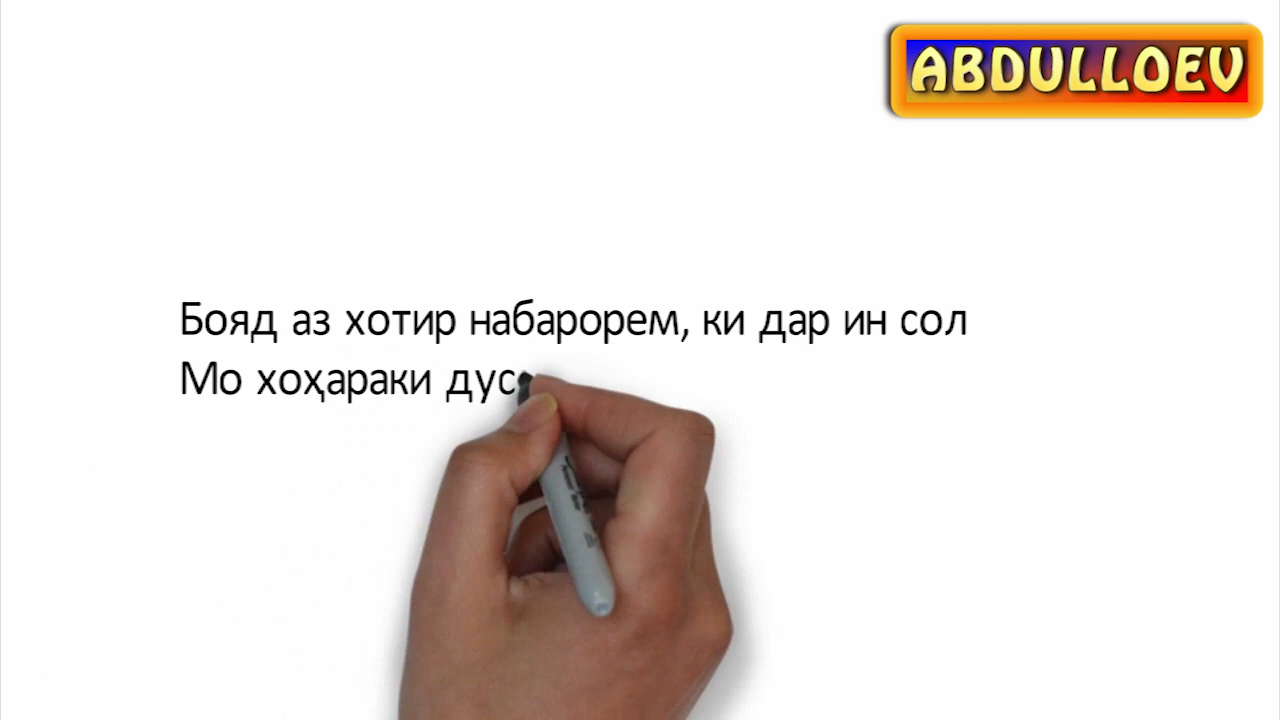 ABDULLOEV
Бояд аз хотир набарорем, ки дар ин сол
Мо хоҳараки дус